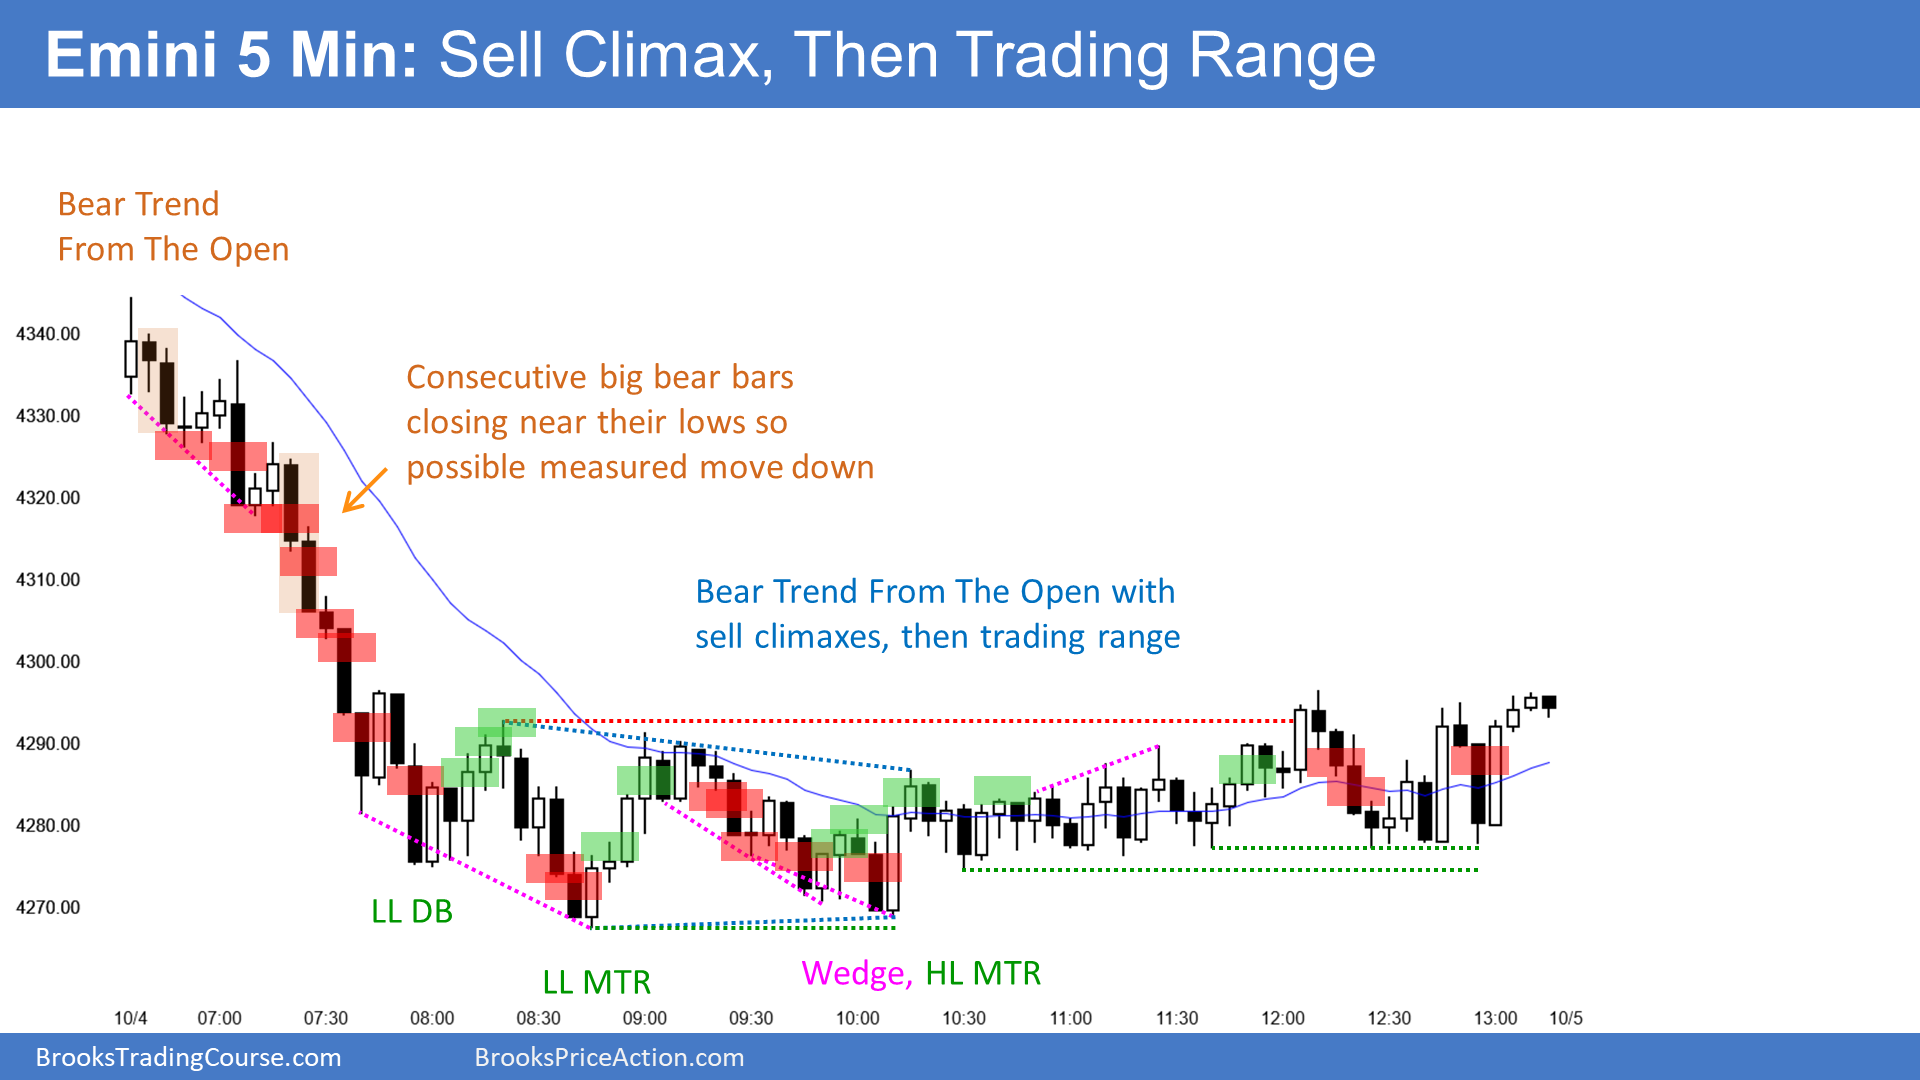 Emini 5 Min: Sell Climax, Then Trading Range
Bear Trend
From The Open
Consecutive big bear bars
closing near their lows so
possible measured move down
Bear Trend From The Open with
sell climaxes, then trading range
4340.00
4330.00
4320.00
4310.00
4300.00
4290.00
4280.00
4270.00
LL DB
LL MTR
Wedge, HL MTR
10/4 07:00 07:30 08:00 08:30 09:00 09:30 10:00 10:30 11:00 11:30 12:00 12:30 13:00 10/5
BrooksTradingCourse.com BrooksPriceAction.com